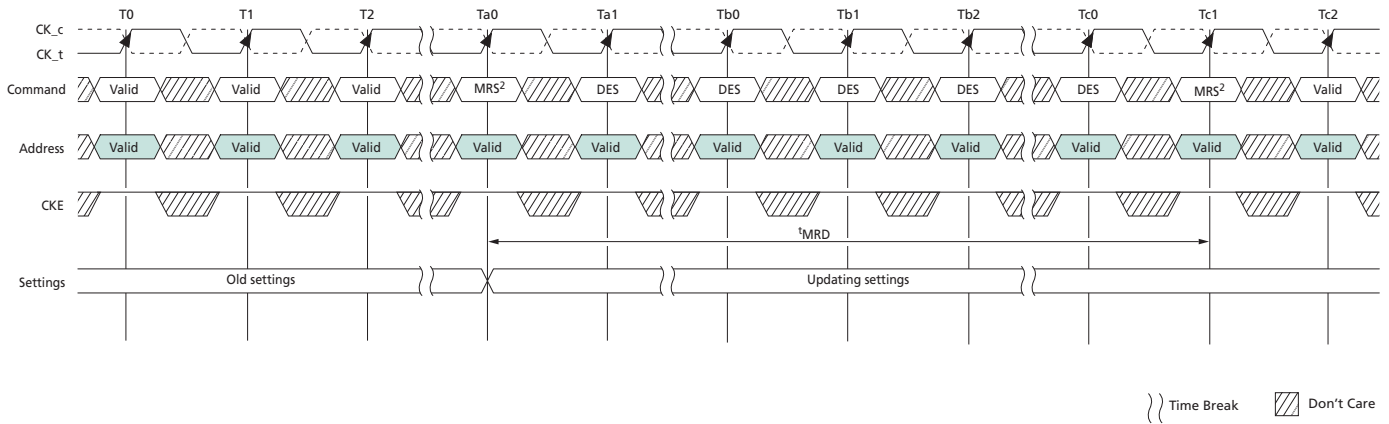 T0 T1 T2 Ta0 Ta1 Tb0 Tb1 Tb2 Tc0 Tc1 Tc2
CK_c
CK_t
Command Valid Valid Valid MRS² DES DES DES DES DES MRS² Valid
Address Valid Valid Valid Valid Valid Valid Valid Valid Valid Valid Valid
CKE
ᵗMRD
Settings Old settings Updating settings
Time Break Don’t Care